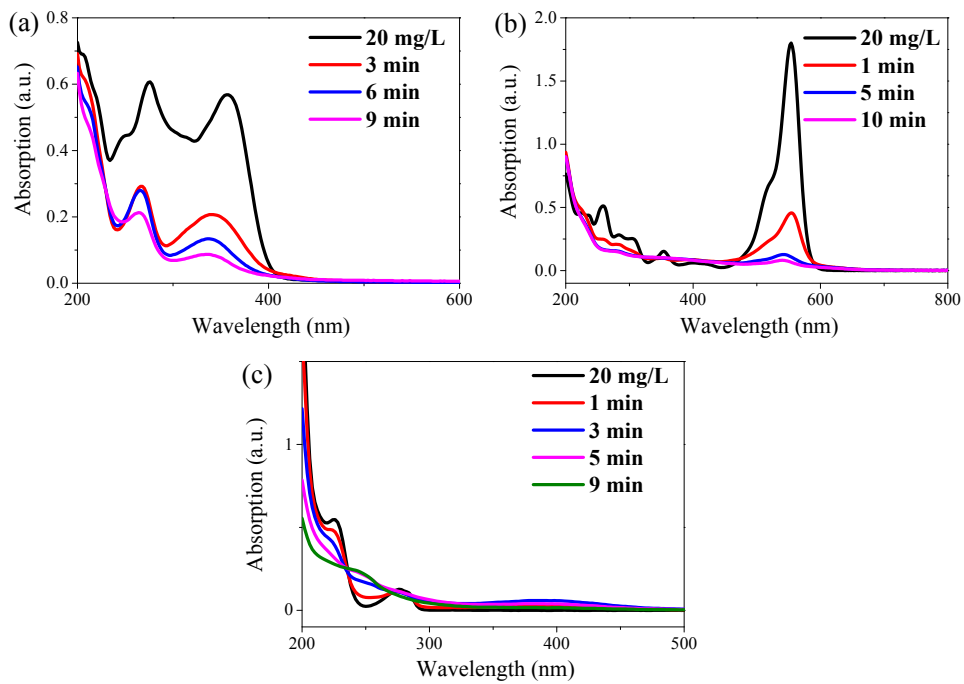 (a)
20 mg/L
3 min
6 min
9 min
0.8
0.6
0.4
0.2
0.0
Absorption (a.u.)
200 400 600
Wavelength (nm)
(b)
20 mg/L
1 min
5 min
10 min
2.0
1.5
1.0
0.5
0.0
Absorption (a.u.)
200 400 600 800
Wavelength (nm)
(c)
20 mg/L
1 min
3 min
5 min
9 min
1
0
Absorption (a.u.)
200 300 400 500
Wavelength (nm)